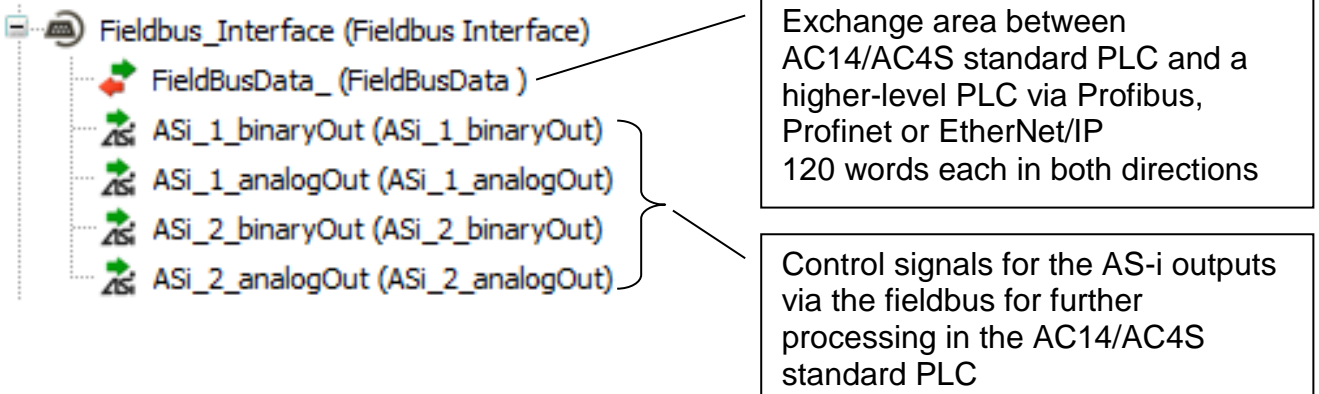 Fieldbus_Interface (Fieldbus Interface)
FieldBusData_ (FieldBusData )
ASi_1_binaryOut (ASi_1_binaryOut)
ASi_1_analogOut (ASi_1_analogOut)
ASi_2_binaryOut (ASi_2_binaryOut)
ASi_2_analogOut (ASi_2_analogOut)
Exchange area between
AC14/AC4S standard PLC and a
higher-level PLC via Profibus,
Profinet or EtherNet/IP
120 words each in both directions
Control signals for the AS-i outputs
via the fieldbus for further
processing in the AC14/AC4S
standard PLC